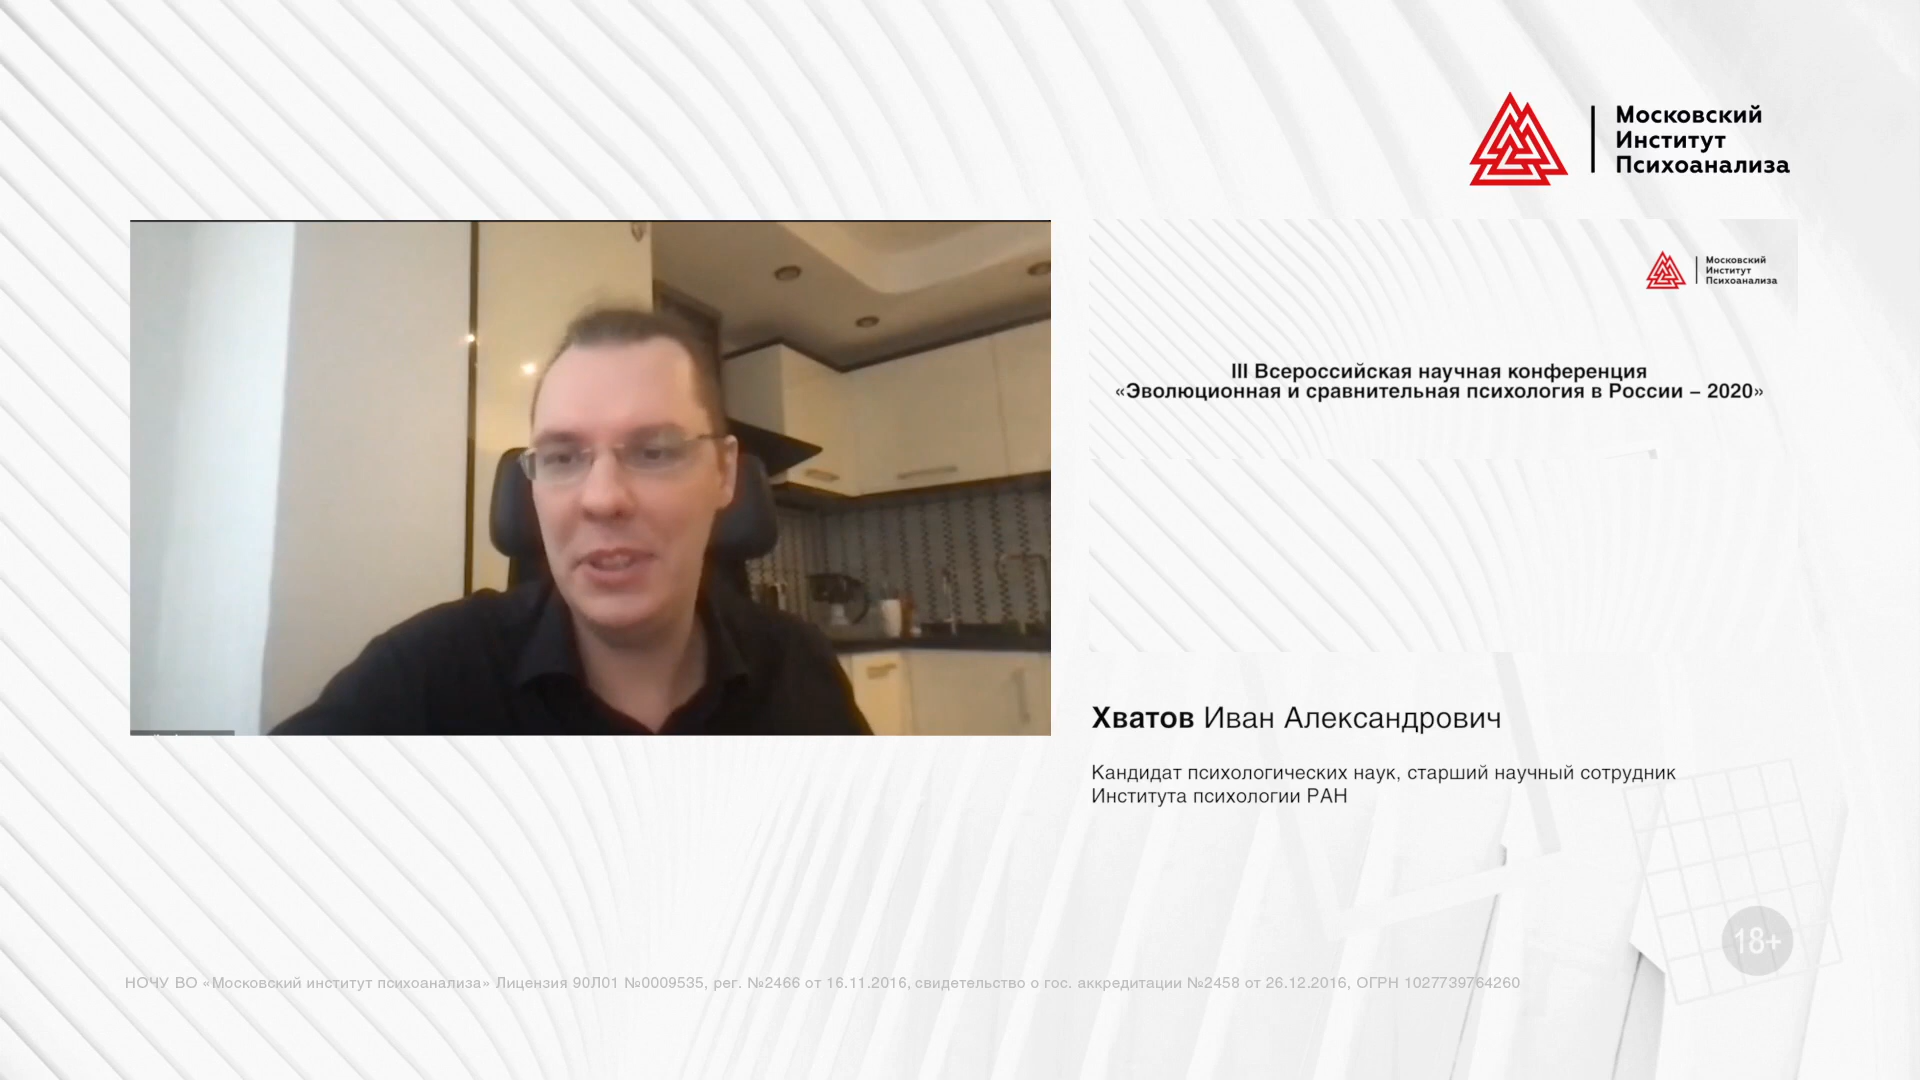 Московский
Институт
Психоанализа
Московский
Институт
Психоанализа
III Всероссийская научная конференция
«Эволюционная и сравнительная психология в России – 2020»
Хватов Иван Александрович
Кандидат психологических наук, старший научный сотрудник
Института психологии РАН
18+
НОЧУ ВО «Московский институт психоанализа» Лицензия 90Л01 №0009535, рег. №2466 от 16.11.2016, свидетельство о гос. аккредитации №2458 от 26.12.2016, ОГРН 1027739764260